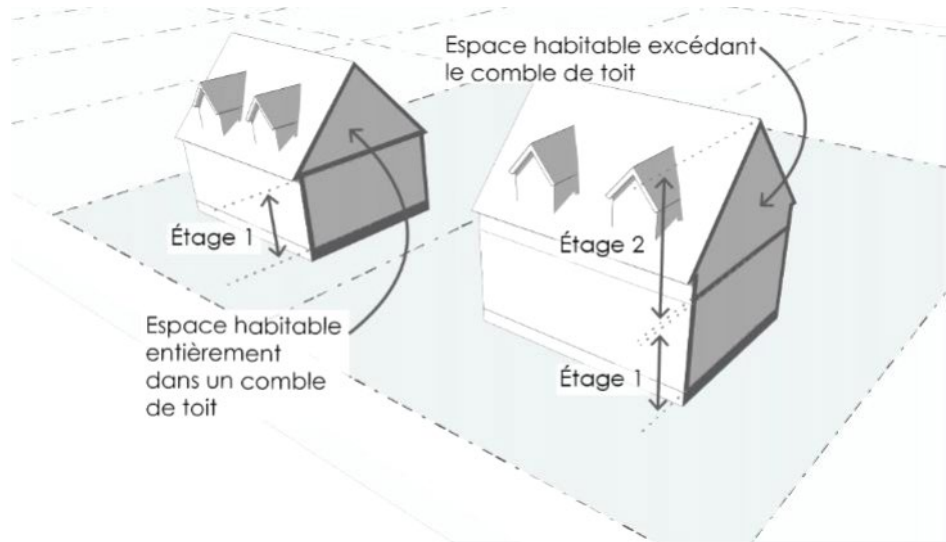 Espace habitable excédant
le comble de toit
Étage 1
Étage 2
Espace habitable
entièrement
dans un comble
de toit
Étage 1